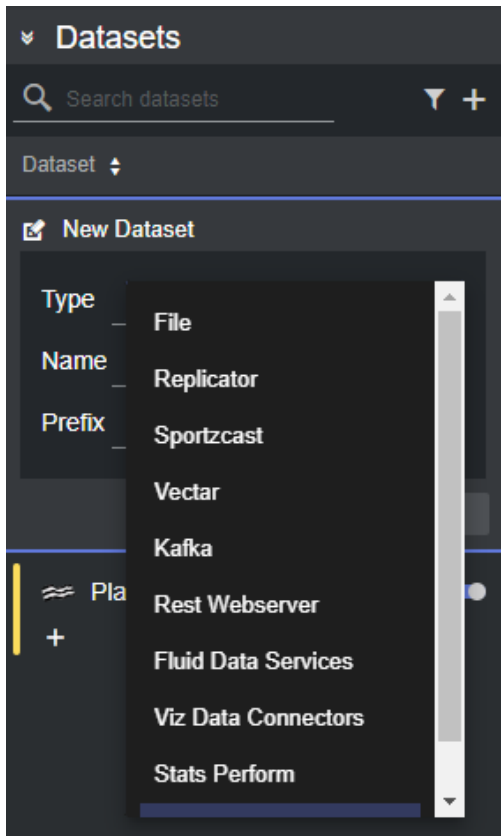 Datasets
Search datasets
Dataset
New Dataset
Type
File
Replicator
Name
Sportzcast
Prefix
Vectar
Kafka
Pla
Rest Webserver
Fluid Data Services
Viz Data Connectors
Stats Perform